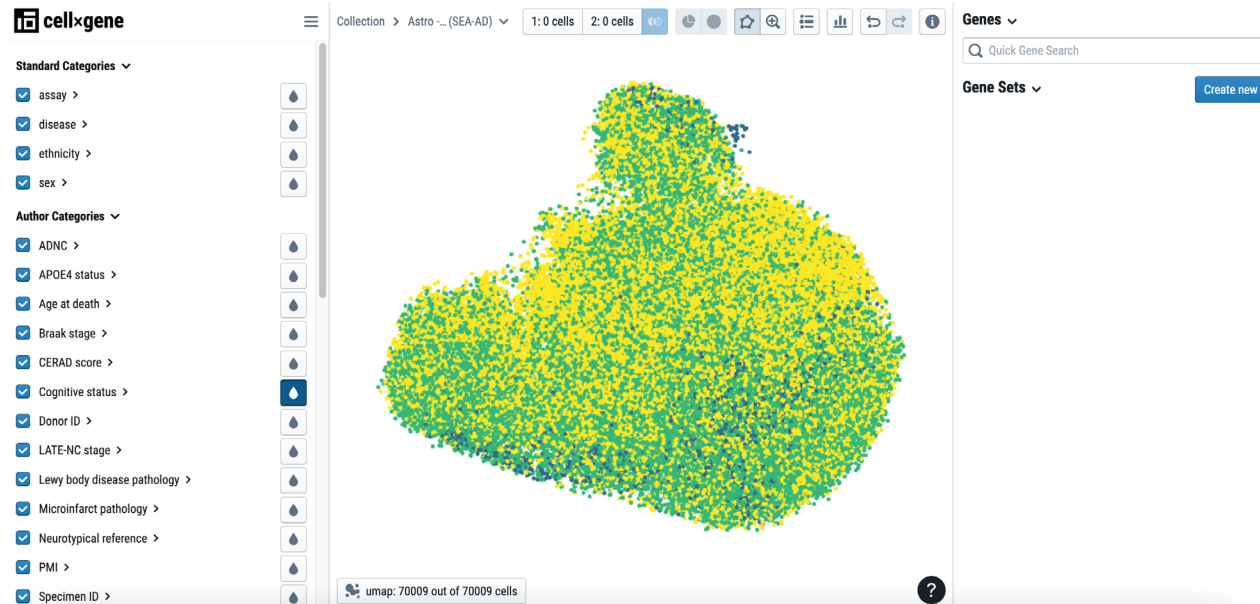 cell×gene
Collection > Astro -... (SEA-AD)
1: 0 cells
2: 0 cells
Standard Categories
assay >
disease >
ethnicity >
sex >
Author Categories
ADNC >
APOE4 status >
Age at death >
Braak stage >
CERAD score >
Cognitive status >
Donor ID >
LATE-NC stage >
Lewy body disease pathology >
Microinfarct pathology >
Neurotypical reference >
PMI >
Specimen ID >
umap: 70009 out of 70009 cells
?
Genes
Quick Gene Search
Gene Sets
Create new